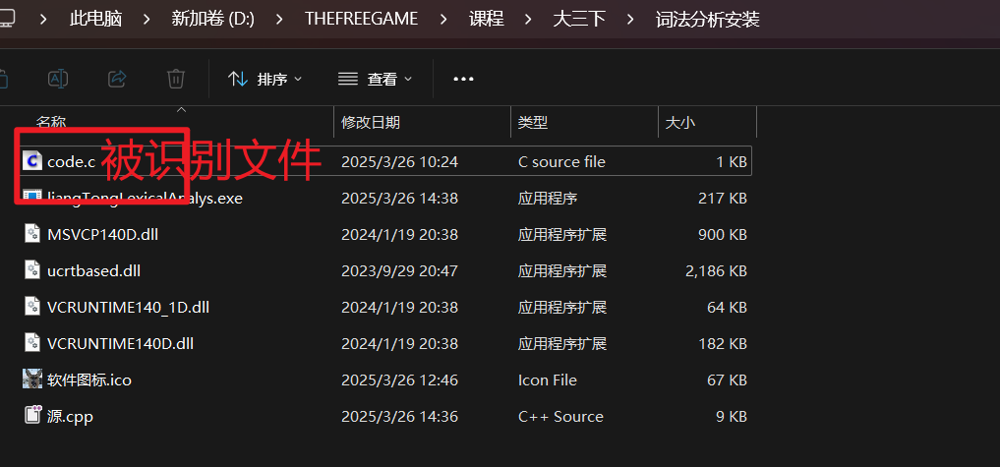 此电脑 > 新加卷 (D:) > THEFREEGAME > 课程 > 大三下 > 词法分析安装
排序 查看 ...
名称 修改日期 类型 大小
code.c 被识别文件 2025/3/26 10:24 C source file 1 KB
liangTongLexicalAnalys.exe 2025/3/26 14:38 应用程序 217 KB
MSVCP140D.dll 2024/1/19 20:38 应用程序扩展 900 KB
ucrtbased.dll 2023/9/29 20:47 应用程序扩展 2,186 KB
VCRUNTIME140_1D.dll 2024/1/19 20:38 应用程序扩展 64 KB
VCRUNTIME140D.dll 2024/1/19 20:38 应用程序扩展 182 KB
软件图标.ico 2025/3/26 12:46 Icon File 67 KB
源.cpp 2025/3/26 14:36 C++ Source 9 KB